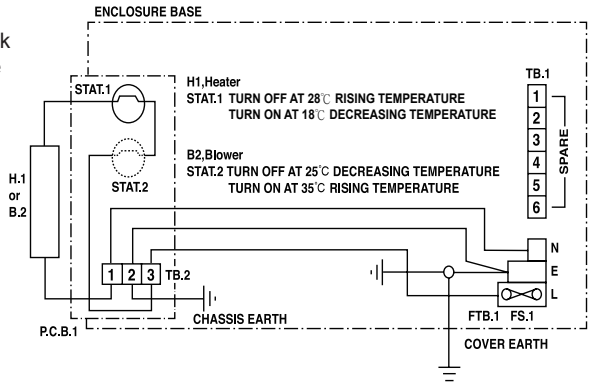 ENCLOSURE BASE
k
STAT.1
H1,Heater
STAT.1 TURN OFF AT 28℃ RISING TEMPERATURE
TURN ON AT 18℃ DECREASING TEMPERATURE
TB.1
1
2
3
4
5
6
SPARE
B2,Blower
STAT.2 TURN OFF AT 25℃ DECREASING TEMPERATURE
TURN ON AT 35℃ RISING TEMPERATURE
STAT.2
H.1
or
B.2
1 2 3 TB.2
N
E
L
CHASSIS EARTH
FTB.1 FS.1
P.C.B.1
COVER EARTH